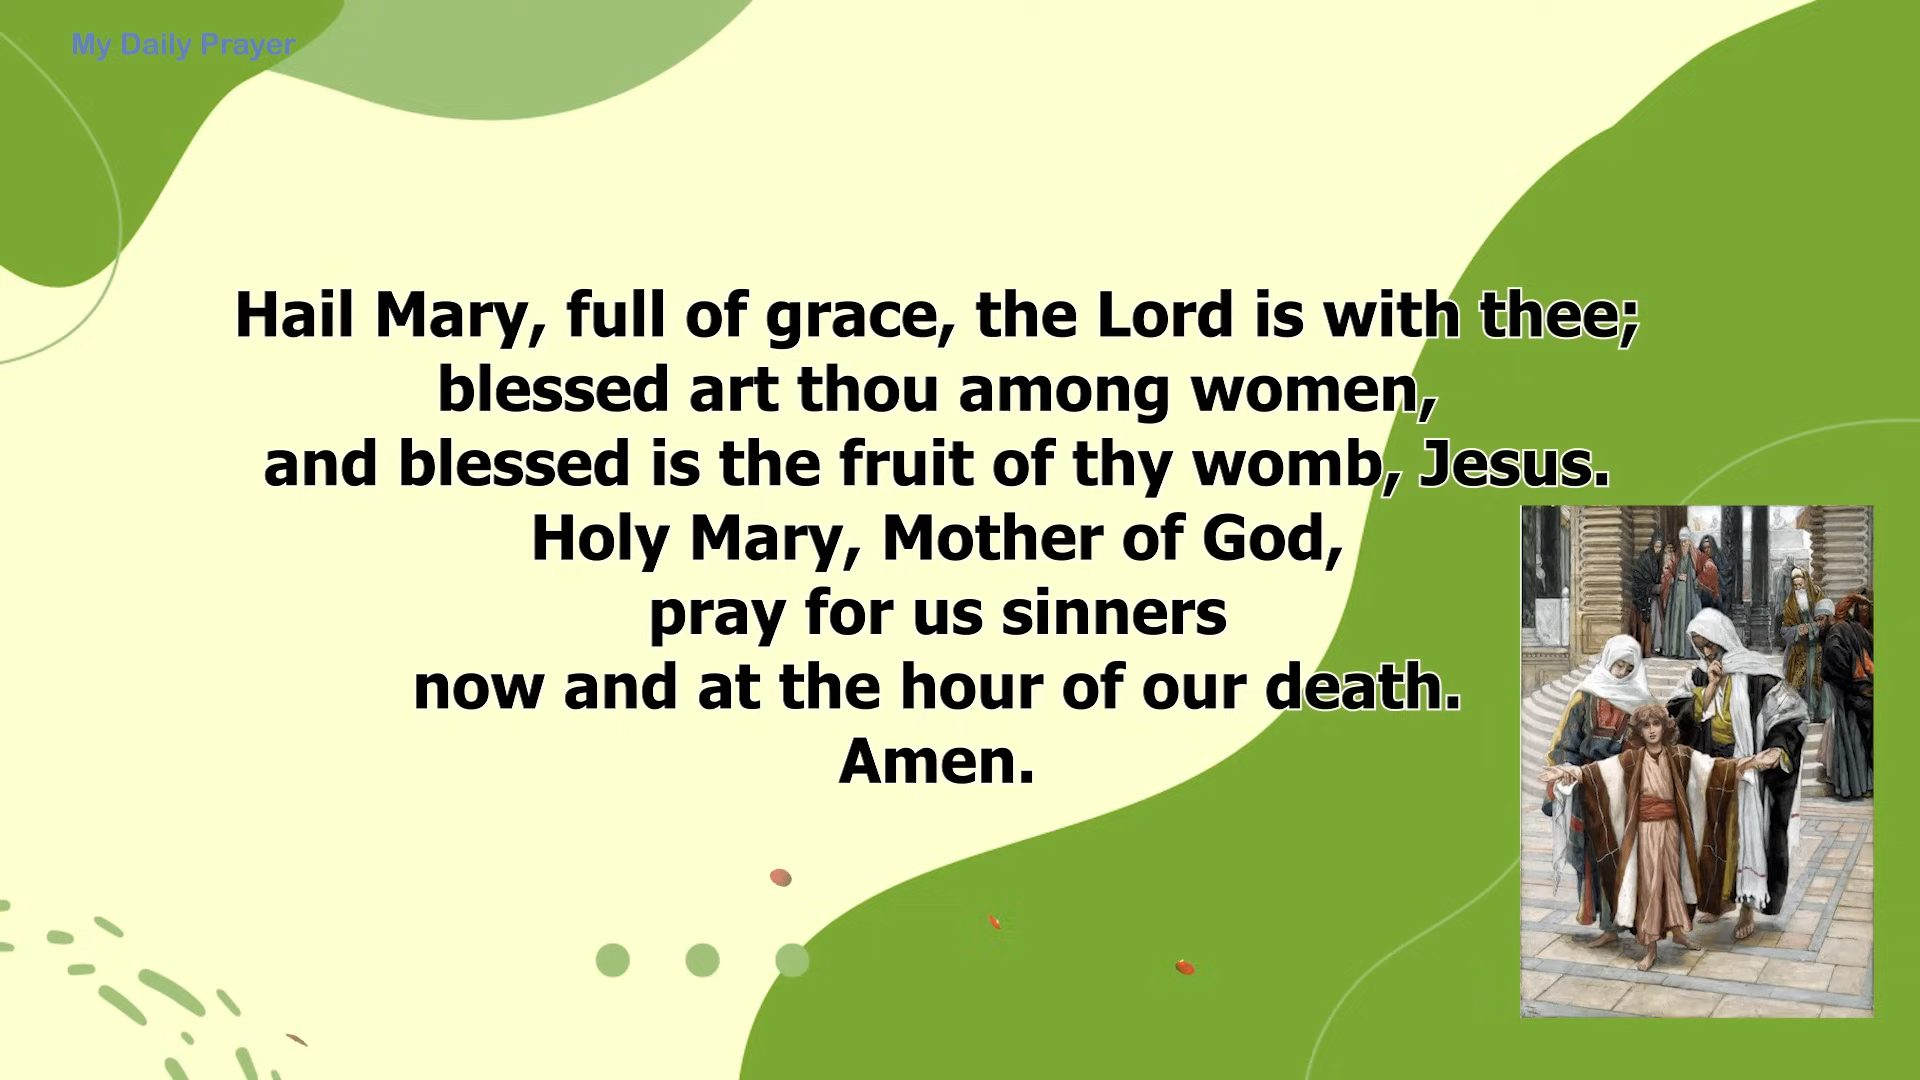 My Daily Prayer
Hail Mary, full of grace, the Lord is with thee;
blessed art thou among women,
and blessed is the fruit of thy womb, Jesus.
Holy Mary, Mother of God,
pray for us sinners
now and at the hour of our death.
Amen.